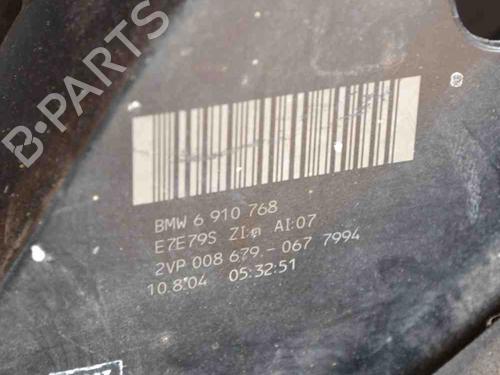 B-PARTS
BMW 6 910 768
E7E79S ZI:a AI:07
2VP 008 679.-067 7994
10.8.04 05:32:51